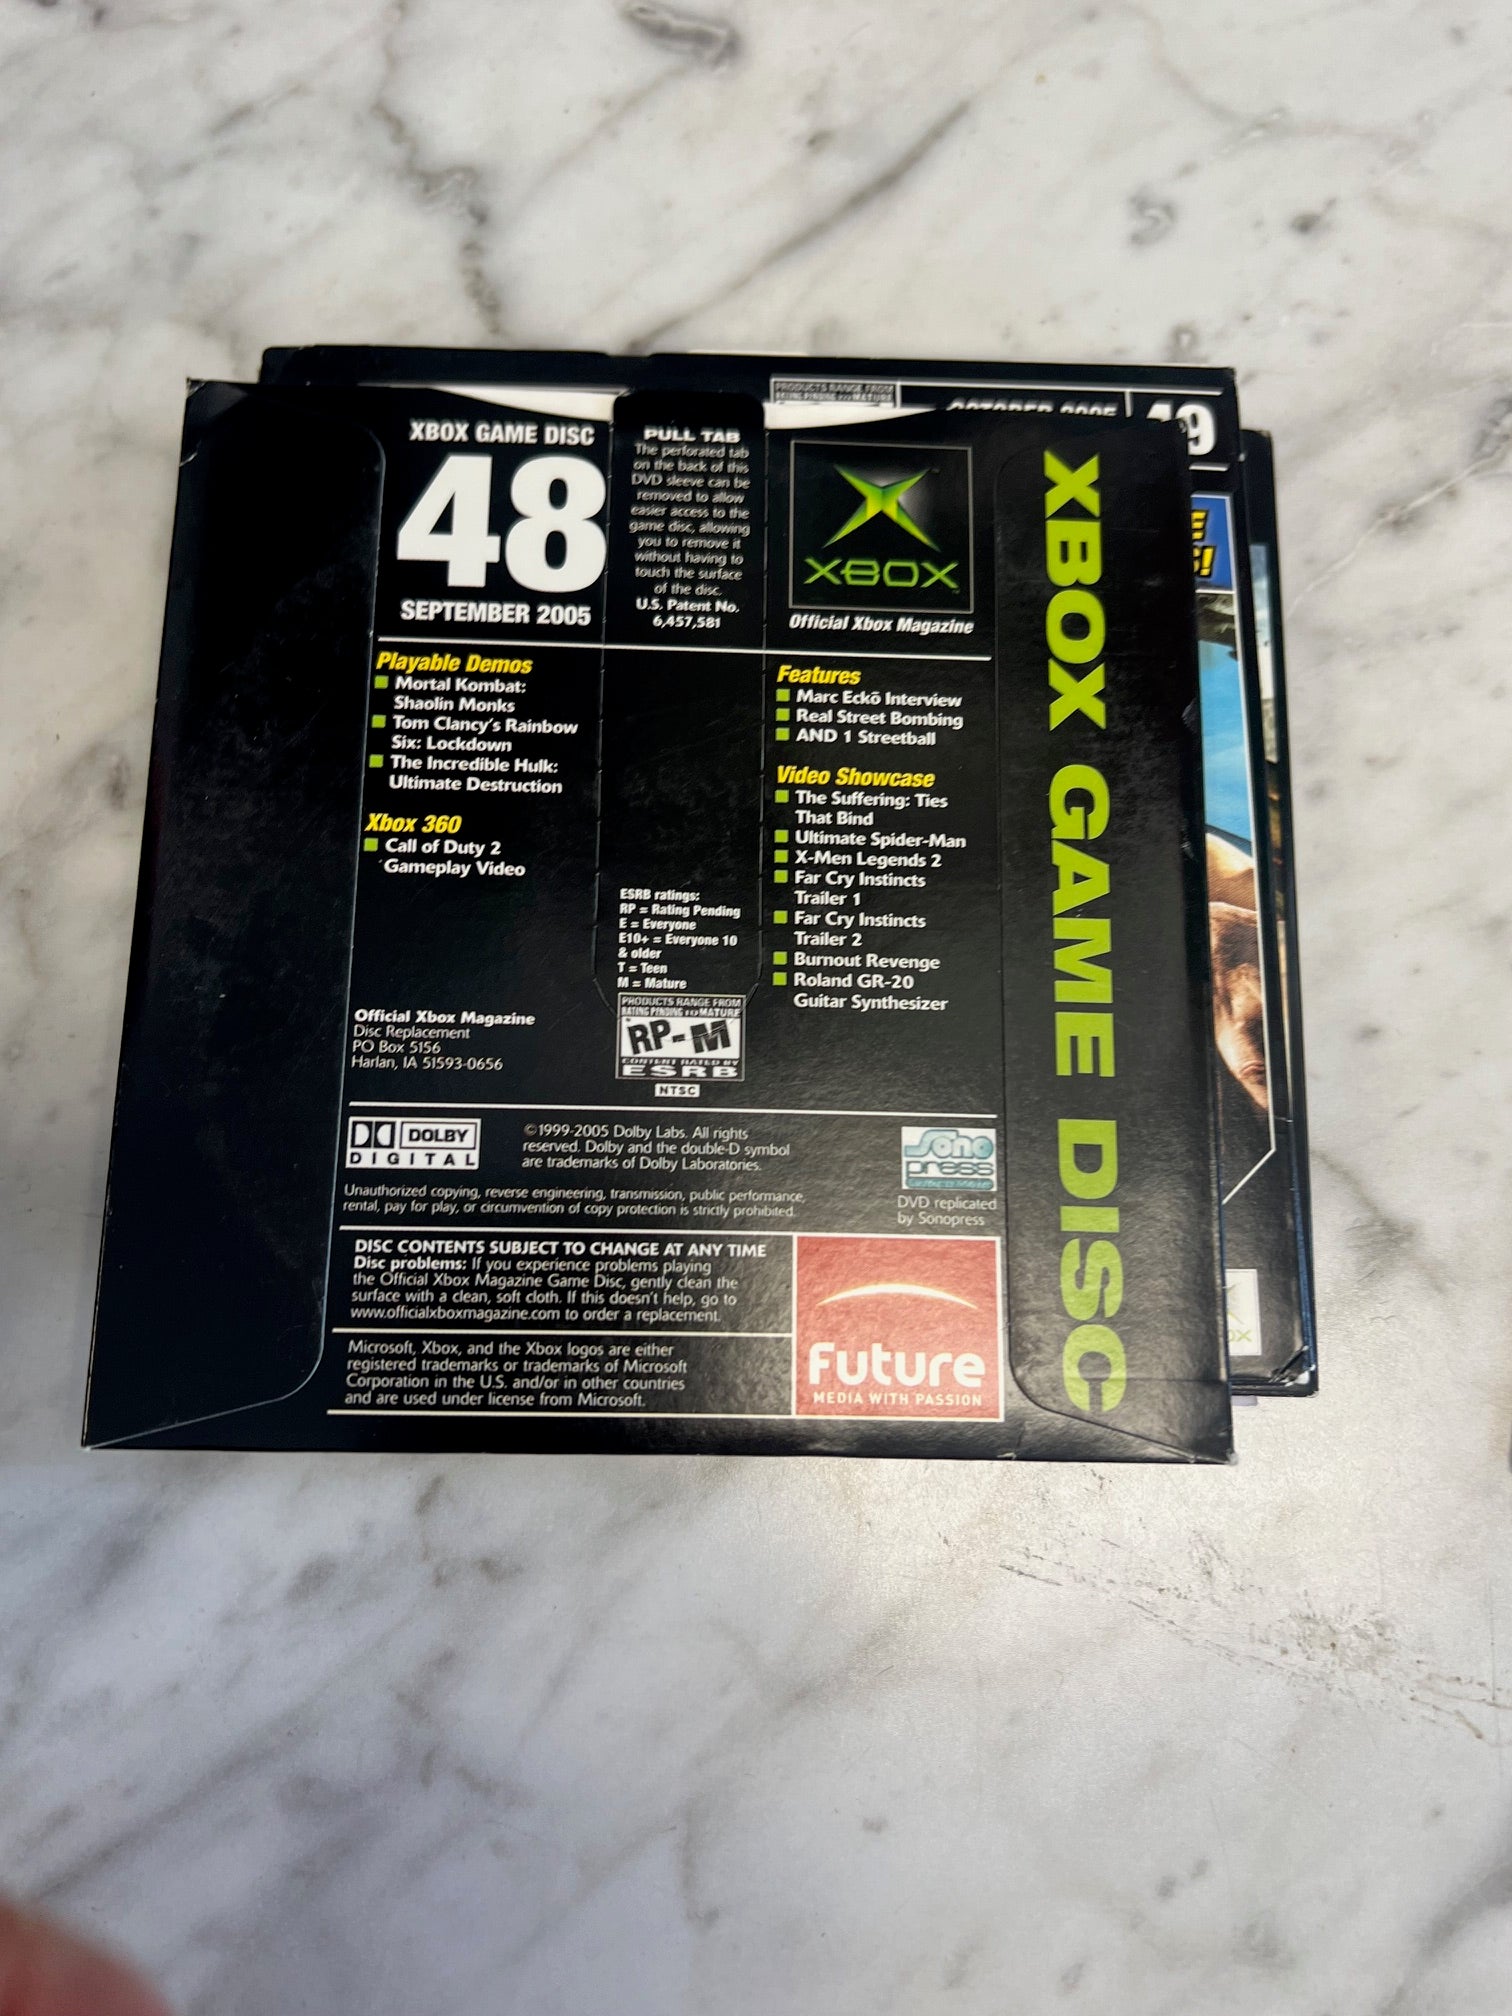 PRODUCTS RANGE FROM
OCTOBER 2005
49
XBOX GAME DISC
48
SEPTEMBER 2005
PULL TAB
The perforated tab
on the back of this
DVD sleeve can be
removed to allow
easier access to the
game disc, allowing
you to remove it
without having to
touch the surface
of the disc.
U.S. Patent No.
6,457,581
XBOX
Official Xbox Magazine
Playable Demos
Mortal Kombat:
Shaolin Monks
Tom Clancy's Rainbow
Six: Lockdown
The Incredible Hulk:
Ultimate Destruction
Xbox 360
Call of Duty 2
Gameplay Video
Features
Marc Eckō Interview
Real Street Bombing
AND 1 Streetball
Video Showcase
The Suffering: Ties
That Bind
Ultimate Spider-Man
X-Men Legends 2
Far Cry Instincts
Trailer 1
Far Cry Instincts
Trailer 2
Burnout Revenge
Roland GR-20
Guitar Synthesizer
ESRB ratings:
RP = Rating Pending
E = Everyone
E10+ = Everyone 10
& older
T = Teen
M = Mature
PRODUCTS RANGE FROM
RATING PENDING TO MATURE
RP-M
CONTENT RATED BY
ESRB
NTSC
Official Xbox Magazine
Disc Replacement
PO Box 5156
Harlan, IA 51593-0656
DOLBY
DIGITAL
©1999-2005 Dolby Labs. All rights
reserved. Dolby and the double-D symbol
are trademarks of Dolby Laboratories.
Sono
press
DVD replicated
by Sonopress
Unauthorized copying, reverse engineering, transmission, public performance,
rental, pay for play, or circumvention of copy protection is strictly prohibited.
DISC CONTENTS SUBJECT TO CHANGE AT ANY TIME
Disc problems: If you experience problems playing
the Official Xbox Magazine Game Disc, gently clean the
surface with a clean, soft cloth. If this doesn't help, go to
www.officialxboxmagazine.com to order a replacement.
Microsoft, Xbox, and the Xbox logos are either
registered trademarks or trademarks of Microsoft
Corporation in the U.S. and/or in other countries
and are used under license from Microsoft.
Future
MEDIA WITH PASSION
XBOX GAME DISC